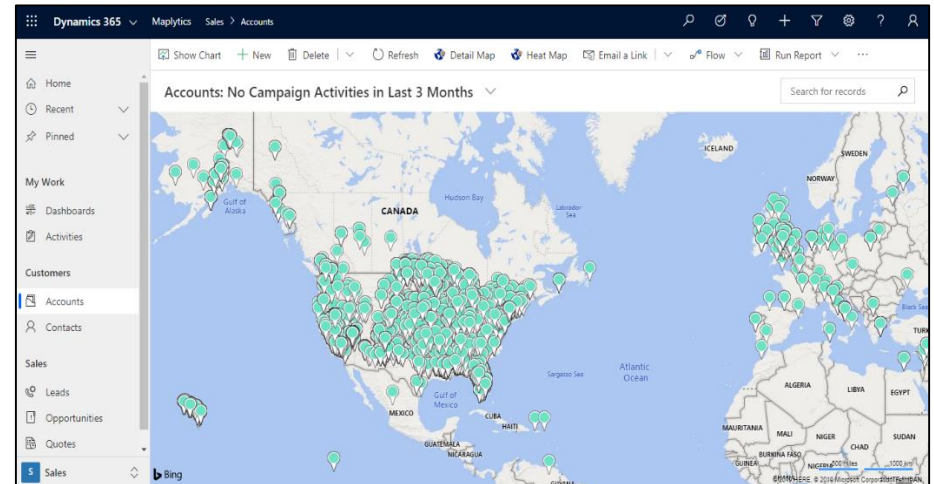 Dynamics 365
Maplytics Sales > Accounts
Show Chart
New
Delete
Refresh
Detail Map
Heat Map
Email a Link
Flow
Run Report
Home
Recent
Pinned
My Work
Dashboards
Activities
Customers
Accounts
Contacts
Sales
Leads
Opportunities
Quotes
S Sales
Accounts: No Campaign Activities in Last 3 Months
Search for records
ICELAND
SWEDEN
NORWAY
Gulf of
Alaska
CANADA
Hudson Bay
Labrador
Sea
Black Sea
Atlantic
Ocean
Sargasso Sea
Gulf of
Mexico
MEXICO
CUBA
HAITI
GUATEMALA
NICARAGUA
ALGERIA
LIBYA
EGYPT
MAURITANIA
MALI
NIGER
CHAD
SUDAN
BURKINA FASO
GUINEA
Bing
500 miles
1000 km